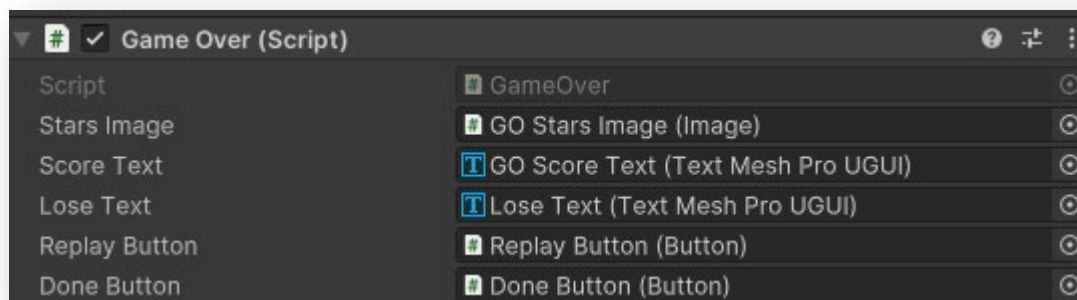 Game Over (Script)
Script GameOver
Stars Image GO Stars Image (Image)
Score Text GO Score Text (Text Mesh Pro UGUI)
Lose Text Lose Text (Text Mesh Pro UGUI)
Replay Button Replay Button (Button)
Done Button Done Button (Button)